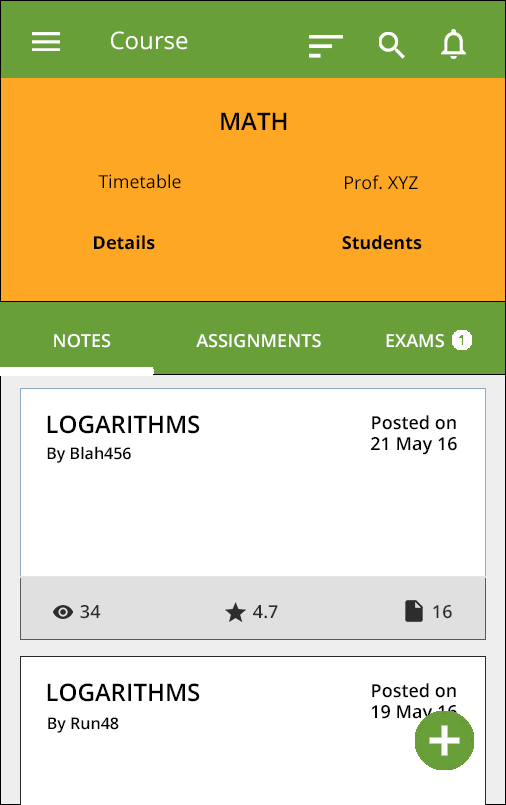 Course
MATH
Timetable Prof. XYZ
Details Students
NOTES ASSIGNMENTS EXAMS 1
LOGARITHMS Posted on
21 May 16
By Blah456
34 4.7 16
LOGARITHMS Posted on
19 May 16
By Run48